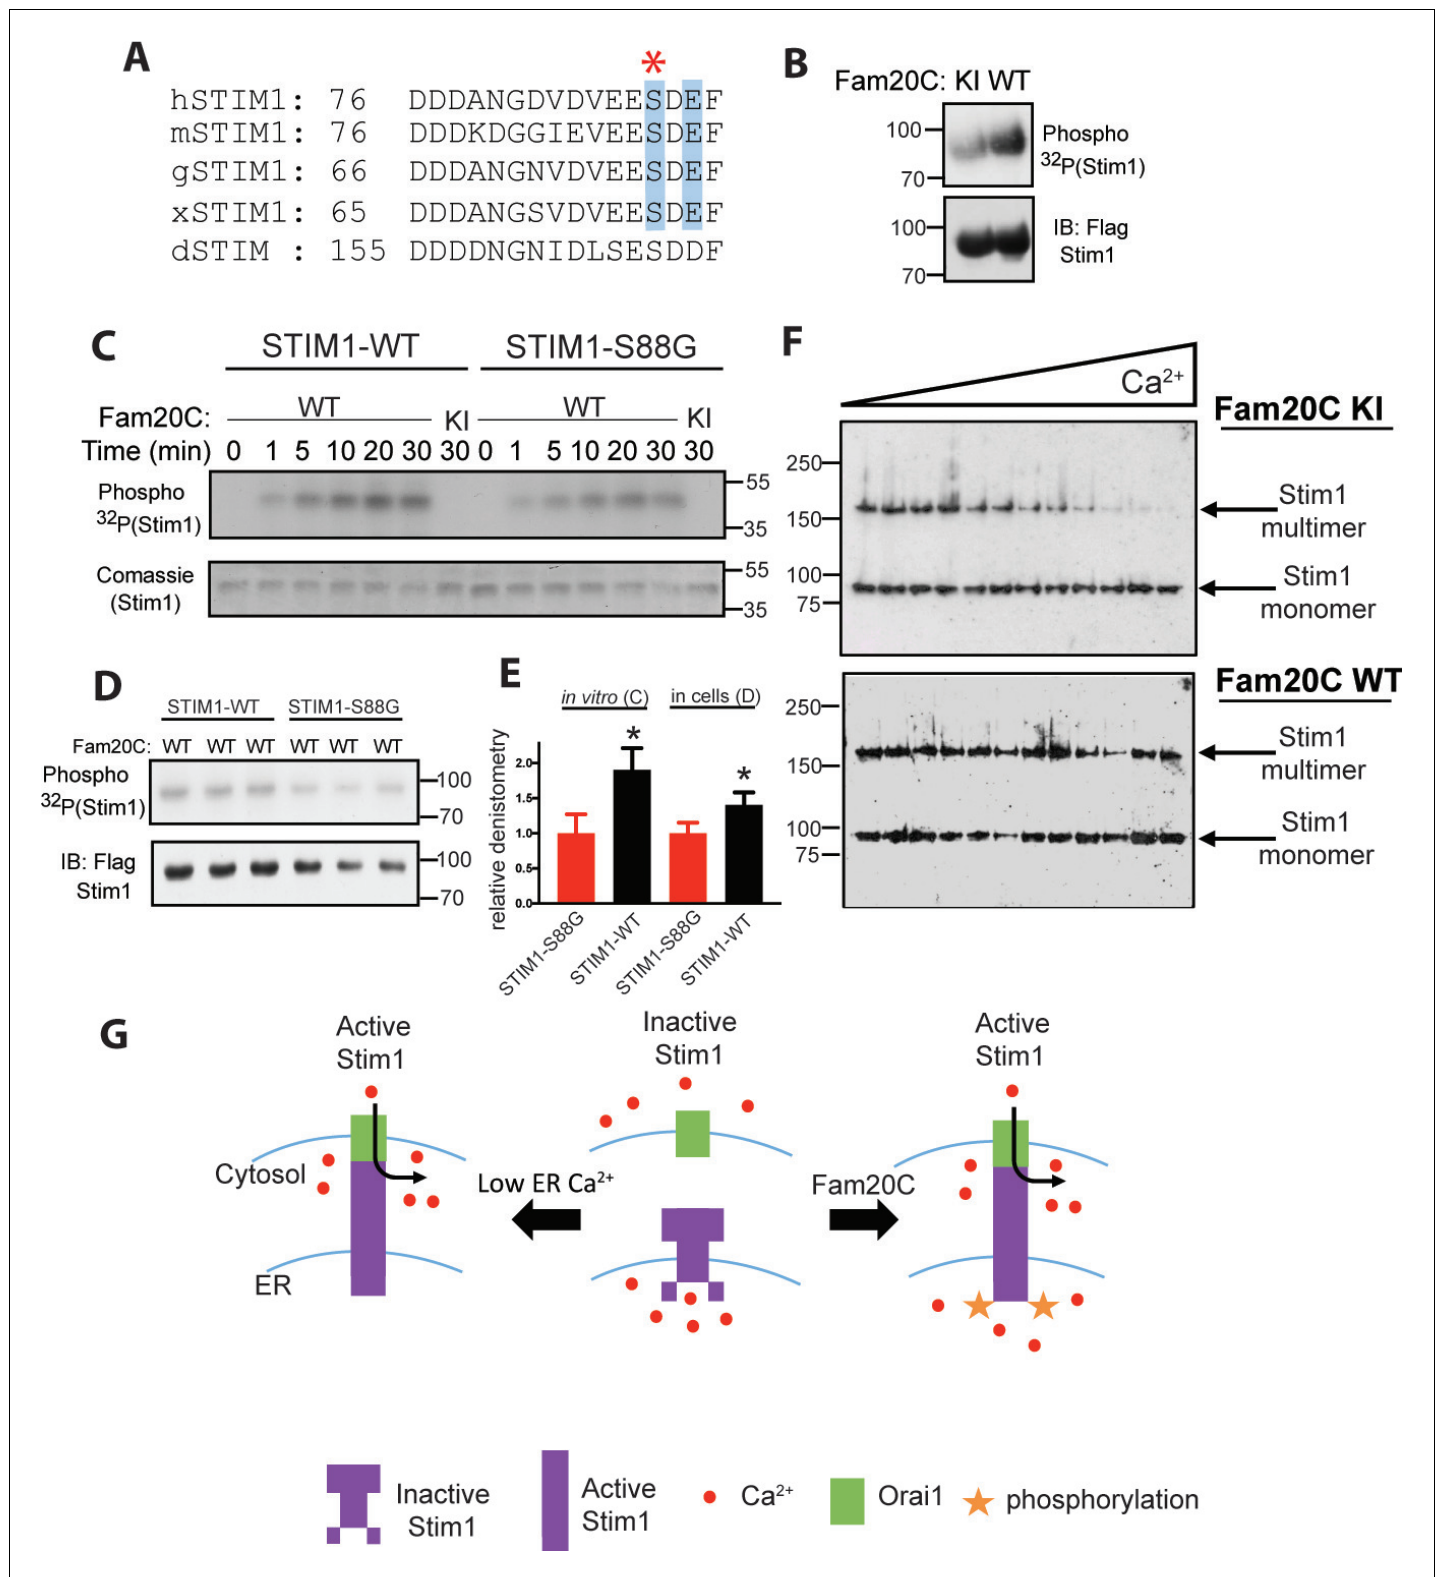 A
*
hSTIM1: 76 DDDANGDVDVEESDEF
mSTIM1: 76 DDDKDGGIEVEESDEF
gSTIM1: 66 DDDANGNVDVEESDEF
xSTIM1: 65 DDDANGSVDVEESDEF
dSTIM : 155 DDDDNGNIDLSESDDF
B
Fam20C: KI WT
100
70
Phospho
32P(Stim1)
100
70
IB: Flag
Stim1
C
STIM1-WT STIM1-S88G
Fam20C: WT KI WT KI
Time (min) 0 1 5 10 20 30 30 0 1 5 10 20 30 30
Phospho
32P(Stim1)
55
35
Comassie
(Stim1)
55
35
D
STIM1-WT STIM1-S88G
Fam20C: WT WT WT WT WT WT
Phospho
32P(Stim1)
100
70
IB: Flag
Stim1
100
70
E
in vitro (C) in cells (D)
relative denistometry
2.0
1.5
1.0
0.5
0.0
* *
STIM1-S88G STIM1-WT STIM1-S88G STIM1-WT
F
Ca2+
Fam20C KI
250
150
100
75
Stim1
multimer
Stim1
monomer
Fam20C WT
250
150
100
75
Stim1
multimer
Stim1
monomer
G
Active
Stim1
Inactive
Stim1
Active
Stim1
Cytosol
Low ER Ca2+
Fam20C
ER
Inactive
Stim1
Active
Stim1
Ca2+
Orai1
phosphorylation